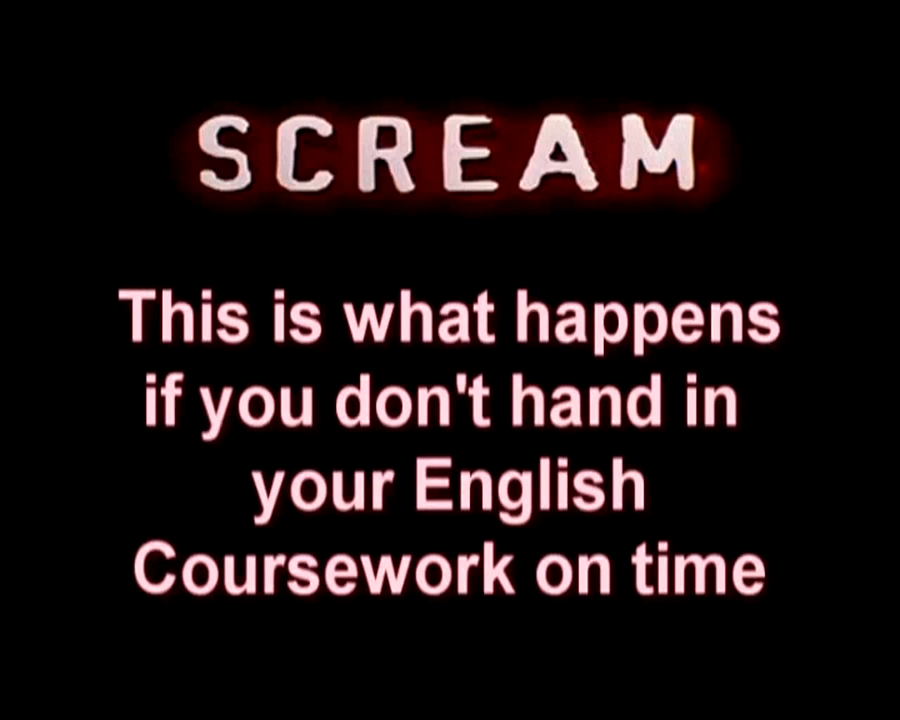 SCREAM
This is what happens
if you don't hand in
your English
Coursework on time